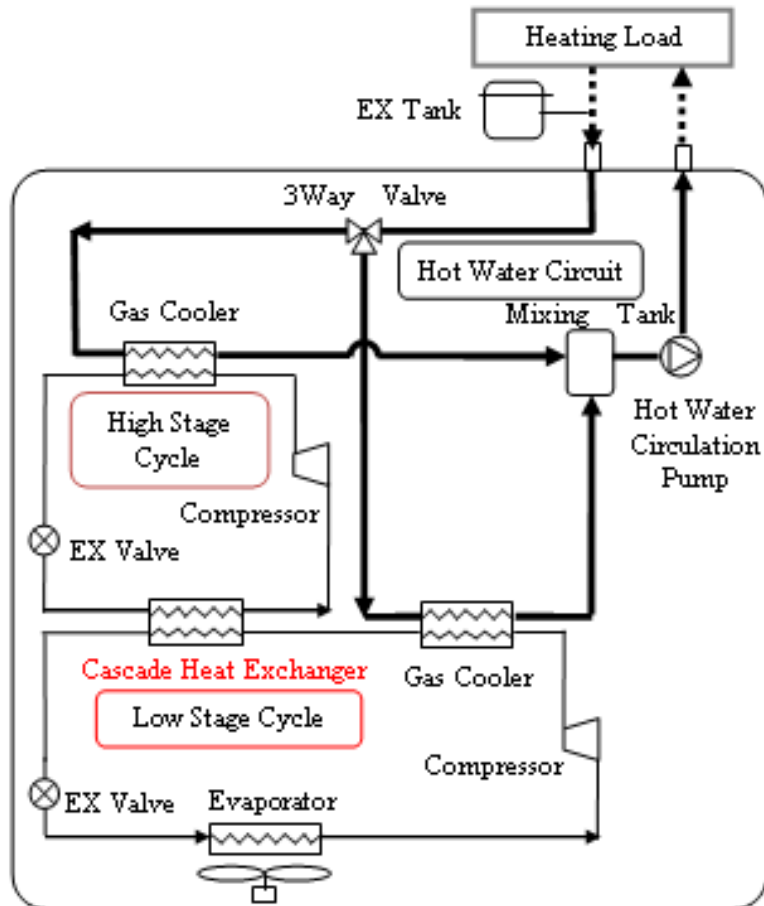 Heating Load
EX Tank
3Way Valve
Hot Water Circuit
Gas Cooler
Mixing Tank
High Stage
Cycle
Hot Water
Circulation
Pump
Compressor
EX Valve
Cascade Heat Exchanger
Gas Cooler
Low Stage Cycle
Compressor
EX Valve
Evaporator